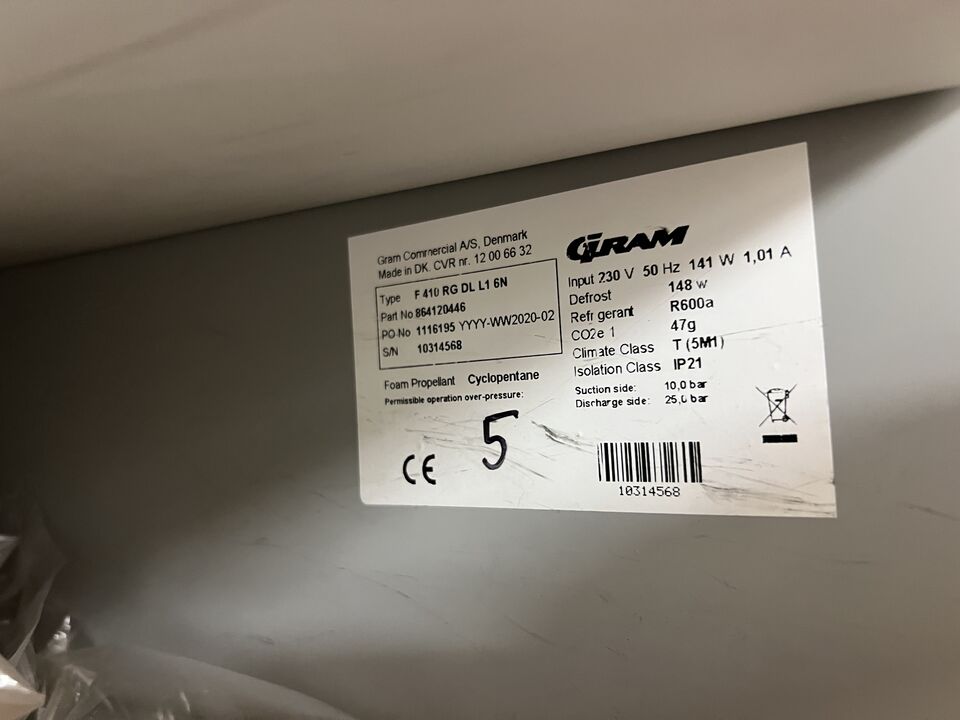 Gram Commercial A/S, Denmark
Made in DK. CVR nr. 12 00 66 32
Type F 410 RG DL L1 6N
Part No 864120446
PO No 1116195 YYYY-WW2020-02
S/N 10314568
Foam Propellant Cyclopentane
Permissible operation over-pressure:
CE
5
GRAM
Input 230 V 50 Hz 141 W 1,01 A
Defrost 148 w
Refrigerant R600a
CO2e 1 47g
Climate Class T (5M1)
Isolation Class IP21
Suction side: 10,0 bar
Discharge side: 25,0 bar
10314568